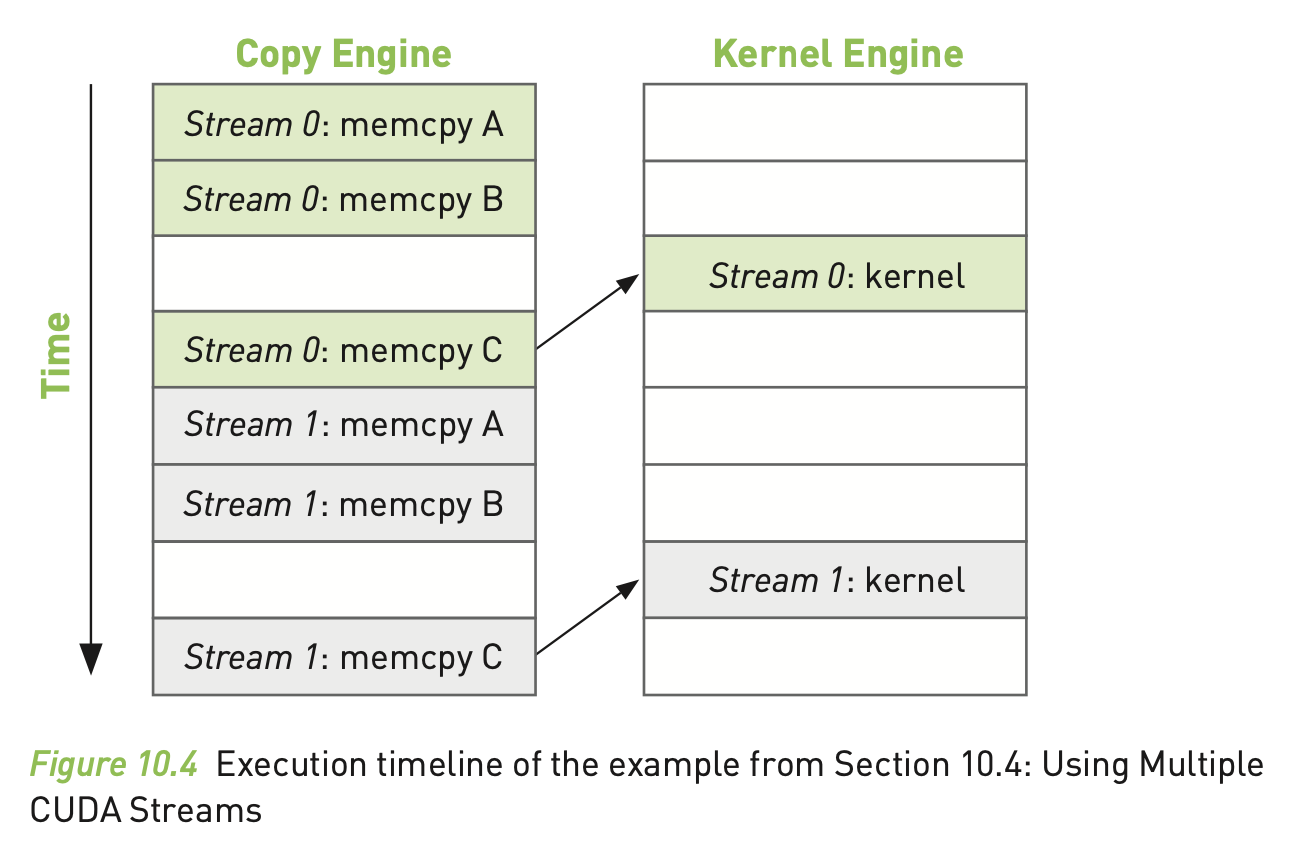 Copy Engine
Kernel Engine
Time
Stream 0: memcpy A
Stream 0: memcpy B
Stream 0: kernel
Stream 0: memcpy C
Stream 1: memcpy A
Stream 1: memcpy B
Stream 1: kernel
Stream 1: memcpy C
Figure 10.4 Execution timeline of the example from Section 10.4: Using Multiple
CUDA Streams